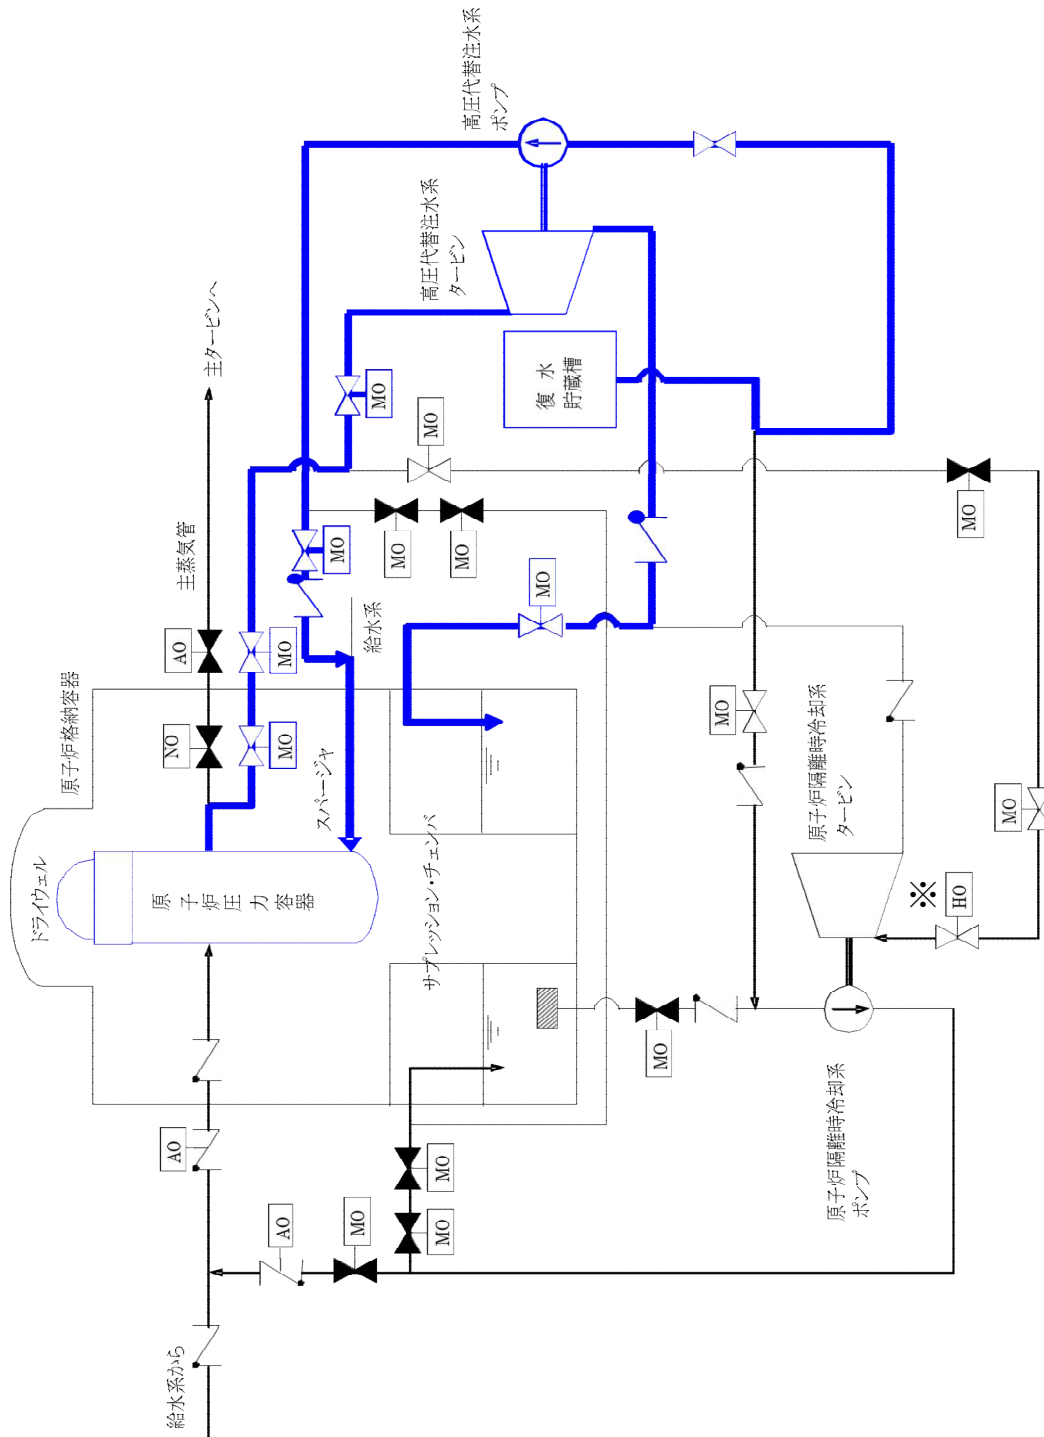 給水系から
AO
MO
AO
MO
MO
原子炉格納容器
ドライウェル
原子炉圧力容器
NO
AO
主蒸気管
主タービンへ
MO
MO
スパージャ
給水系
MO
MO
MO
MO
MO
サプレッション・チェンバ
MO
高圧代替注水系
タービン
高圧代替注水系
ポンプ
復水
貯蔵槽
MO
MO
原子炉隔離時冷却系
ポンプ
原子炉隔離時冷却系
タービン
※
HO
MO
MO